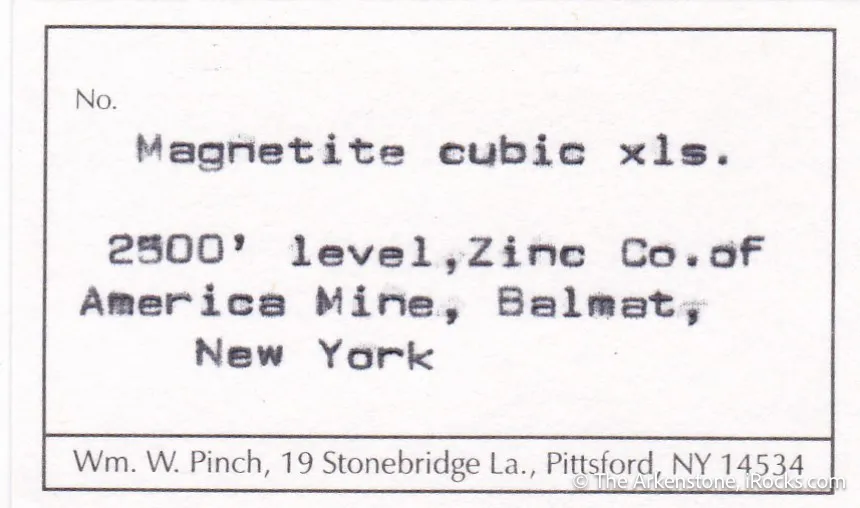 No.
Magnetite cubic xls.
2500' level,Zinc Co.of
America Mine, Balmat,
New York
Wm. W. Pinch, 19 Stonebridge La., Pittsford, NY 14534
© The Arkenstone, iRocks.com